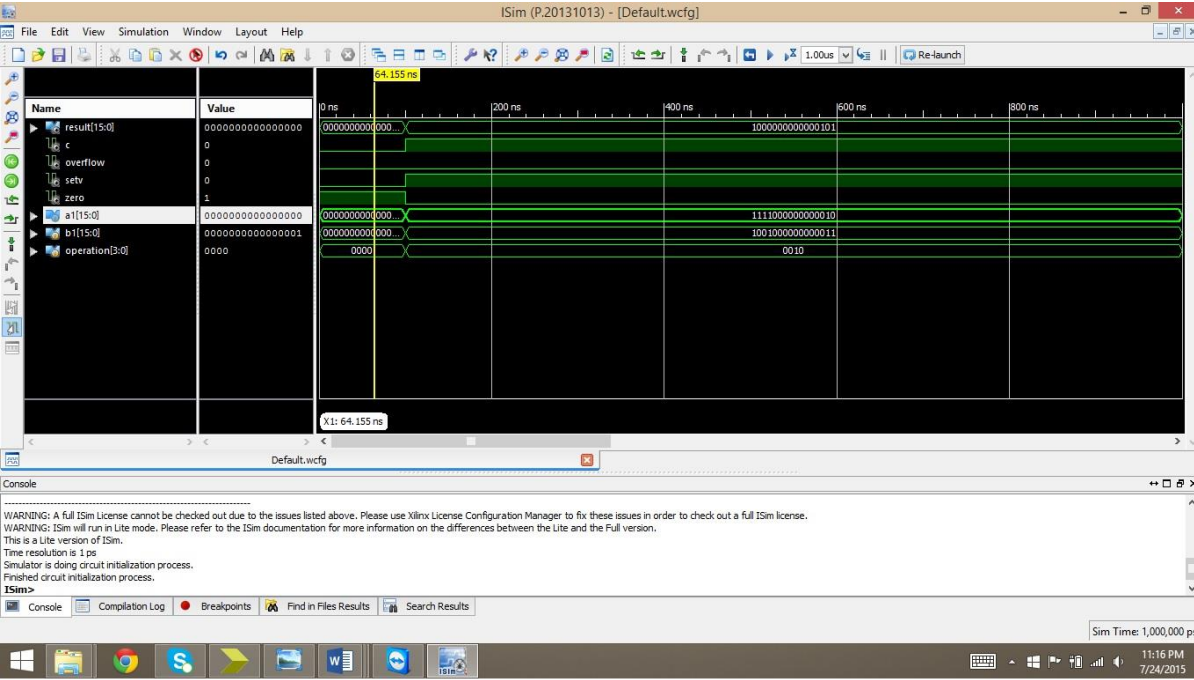 ISim (P.20131013) - [Default.wcfg]
File Edit View Simulation Window Layout Help
1.00us Re-launch
64.155 ns
Name Value 0 ns 200 ns 400 ns 600 ns 800 ns
result[15:0] 0000000000000000 0000000000000... 1000000000000101
c 0
overflow 0
setv 0
zero 1
a1[15:0] 0000000000000000 0000000000000... 1111000000000010
b1[15:0] 0000000000000001 0000000000000... 1001000000000011
operation[3:0] 0000 0000 0010
X1: 64.155 ns
Default.wcfg
Console
WARNING: A full ISim License cannot be checked out due to the issues listed above. Please use Xilinx License Configuration Manager to fix these issues in order to check out a full ISim license.
WARNING: ISim will run in Lite mode. Please refer to the ISim documentation for more information on the differences between the Lite and the Full version.
This is a Lite version of ISim.
Time resolution is 1 ps
Simulator is doing circuit initialization process.
Finished circuit initialization process.
ISim>
Console Compilation Log Breakpoints Find in Files Results Search Results
Sim Time: 1,000,000 p
11:16 PM
7/24/2015